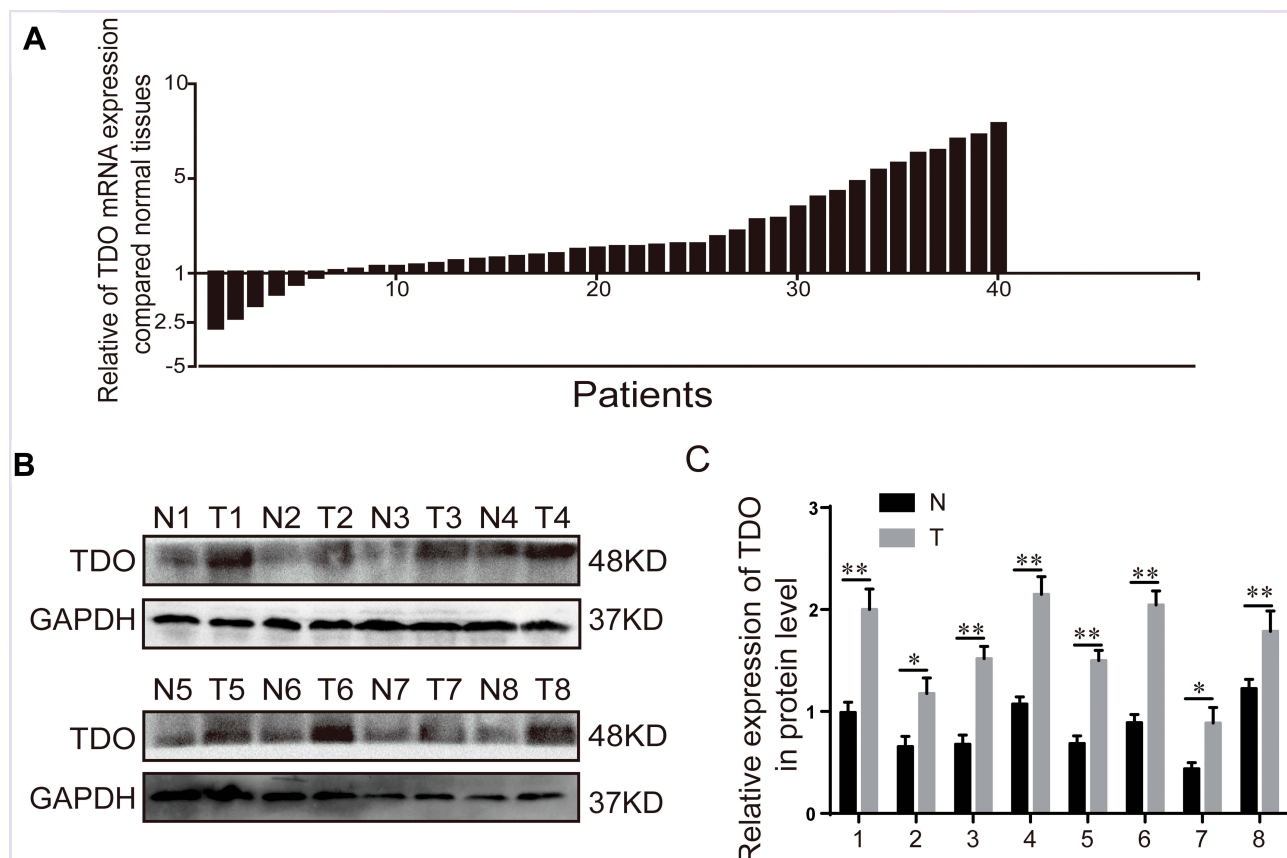 A
Relative of TDO mRNA expression
compared normal tissues
10
5
1
2.5
-5
10 20 30 40
Patients
B
N1 T1 N2 T2 N3 T3 N4 T4
TDO 48KD
GAPDH 37KD
N5 T5 N6 T6 N7 T7 N8 T8
TDO 48KD
GAPDH 37KD
C
Relative expression of TDO
in protein level
3
2
1
0
N
T
** * ** ** ** ** * **
1 2 3 4 5 6 7 8